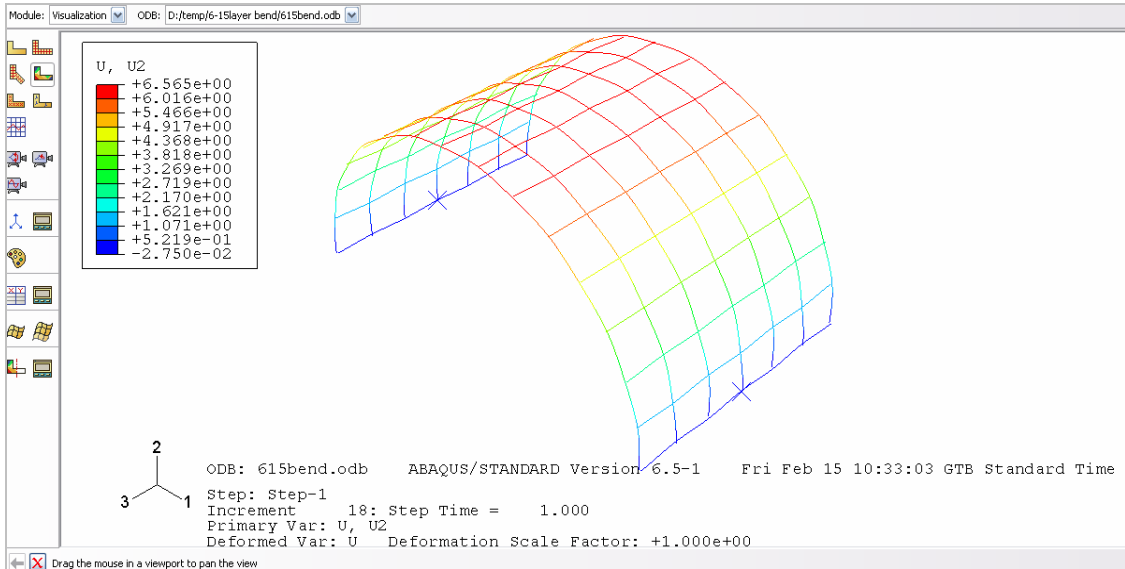 Module: Visualization ODB: D:/temp/6-15layer bend/615bend.odb
U, U2
+6.565e+00
+6.016e+00
+5.466e+00
+4.917e+00
+4.368e+00
+3.818e+00
+3.269e+00
+2.719e+00
+2.170e+00
+1.621e+00
+1.071e+00
+5.219e-01
-2.750e-02
2
3
1
ODB: 615bend.odb ABAQUS/STANDARD Version 6.5-1 Fri Feb 15 10:33:03 GTB Standard Time
Step: Step-1
Increment 18: Step Time = 1.000
Primary Var: U, U2
Deformed Var: U Deformation Scale Factor: +1.000e+00
Drag the mouse in a viewport to pan the view